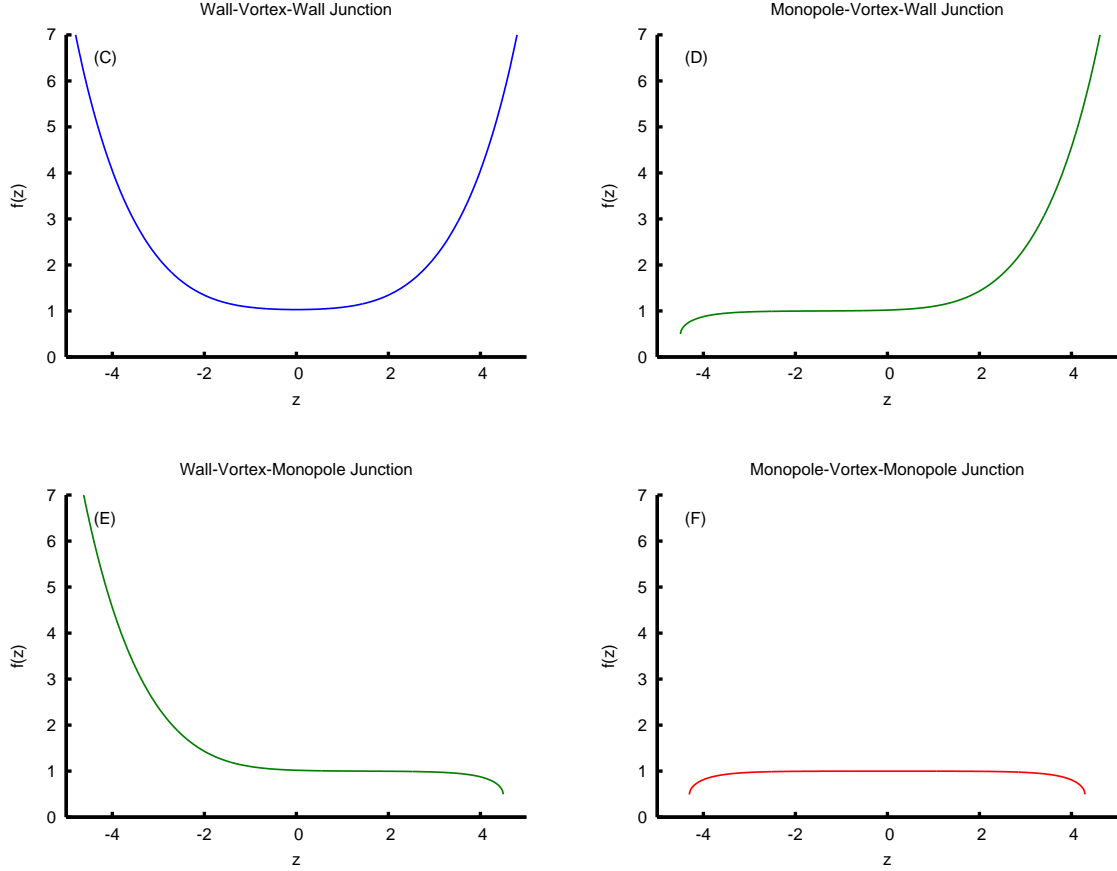 Wall-Vortex-Wall Junction
(C)
7
6
5
4
3
2
1
0
f(z)
-4 -2 0 2 4
z
Monopole-Vortex-Wall Junction
(D)
7
6
5
4
3
2
1
0
f(z)
-4 -2 0 2 4
z
Wall-Vortex-Monopole Junction
(E)
7
6
5
4
3
2
1
0
f(z)
-4 -2 0 2 4
z
Monopole-Vortex-Monopole Junction
(F)
7
6
5
4
3
2
1
0
f(z)
-4 -2 0 2 4
z